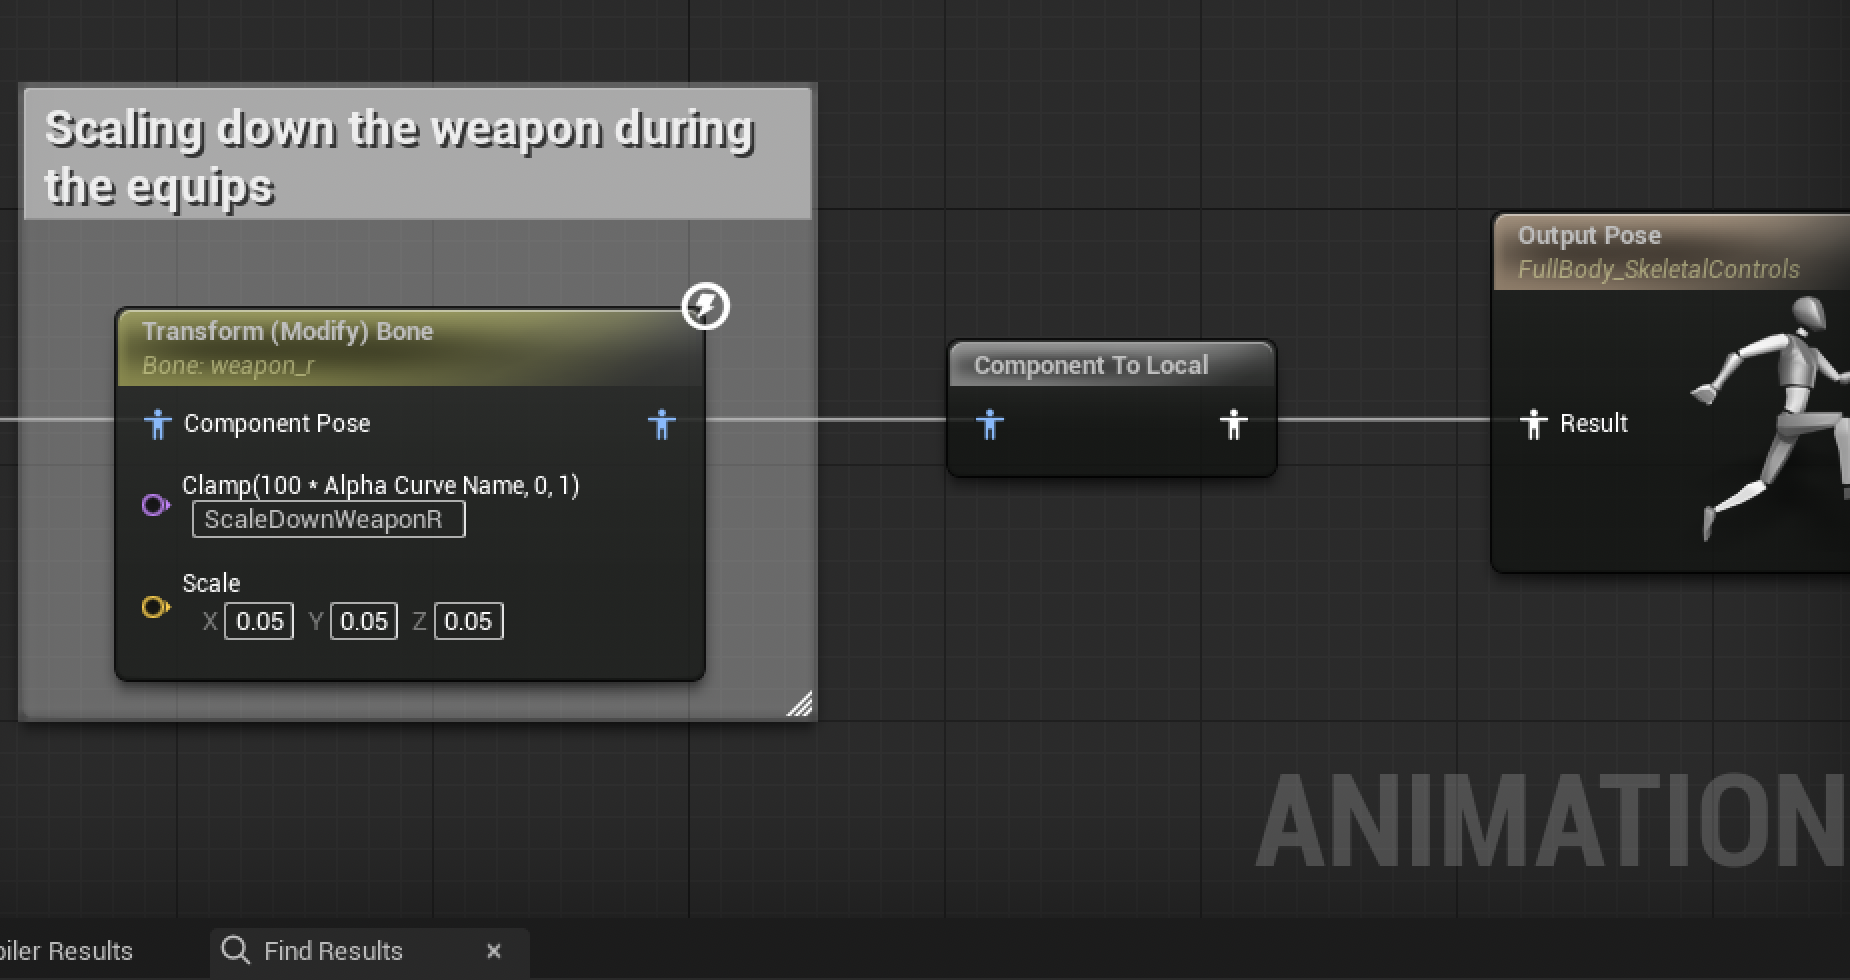 Scaling down the weapon during
the equips
Transform (Modify) Bone
Bone: weapon_r
Component Pose
Clamp(100 * Alpha Curve Name, 0, 1)
ScaleDownWeaponR
Scale
X 0.05 Y 0.05 Z 0.05
Component To Local
Output Pose
FullBody_SkeletalControls
Result
ANIMATION
piler Results
Find Results